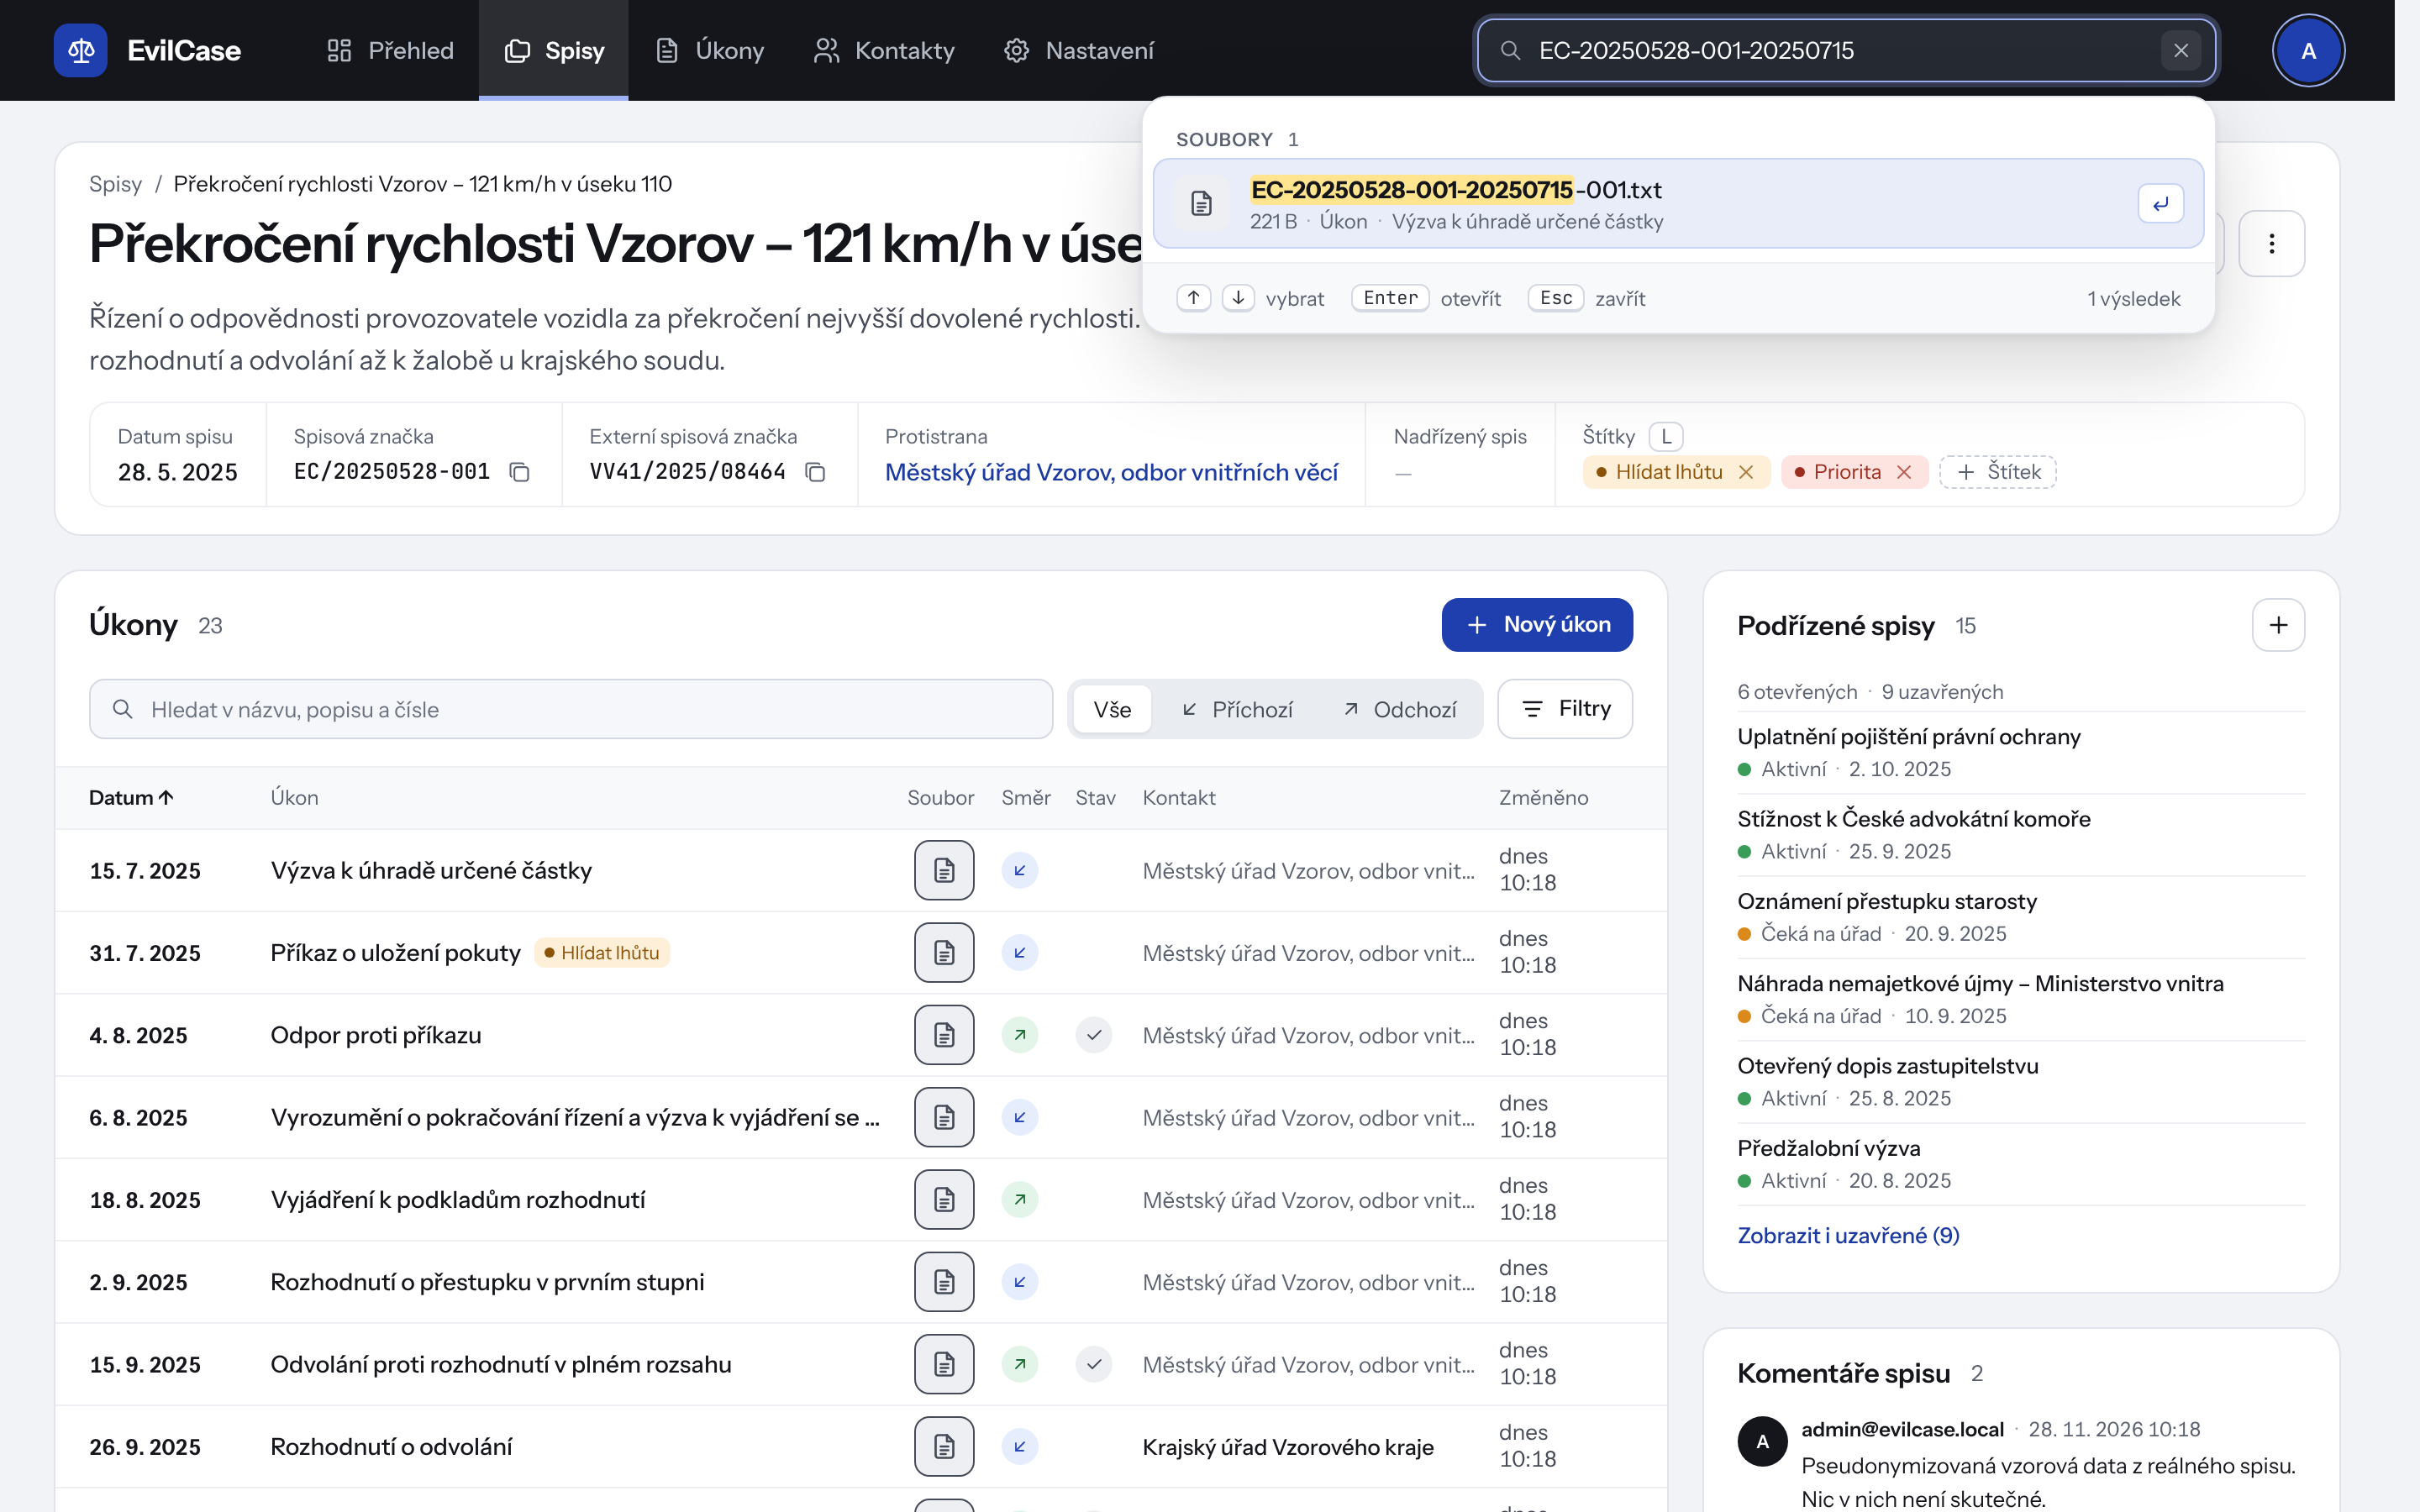 EvilCase
Přehled
Spisy
Úkony
Kontakty
Nastavení
EC-20250528-001-20250715
A
SOUBORY 1
EC-20250528-001-20250715-001.txt
221 B · Úkon · Výzva k úhradě určené částky
↑ ↓ vybrat Enter otevřít Esc zavřít 1 výsledek
Spisy / Překročení rychlosti Vzorov – 121 km/h v úseku 110
Překročení rychlosti Vzorov – 121 km/h v úse
Řízení o odpovědnosti provozovatele vozidla za překročení nejvyšší dovolené rychlosti.
rozhodnutí a odvolání až k žalobě u krajského soudu.
Datum spisu
28. 5. 2025
Spisová značka
EC/20250528-001
Externí spisová značka
VV41/2025/08464
Protistrana
Městský úřad Vzorov, odbor vnitřních věcí
Nadřízený spis
—
Štítky L
Hlídat lhůtu
Priorita
+ Štítek
Úkony 23
+ Nový úkon
Hledat v názvu, popisu a čísle
Vše
Příchozí
Odchozí
Filtry
Datum ↑ Úkon Soubor Směr Stav Kontakt Změněno
15. 7. 2025 Výzva k úhradě určené částky Městský úřad Vzorov, odbor vnit... dnes 10:18
31. 7. 2025 Příkaz o uložení pokuty Hlídat lhůtu Městský úřad Vzorov, odbor vnit... dnes 10:18
4. 8. 2025 Odpor proti příkazu Městský úřad Vzorov, odbor vnit... dnes 10:18
6. 8. 2025 Vyrozumění o pokračování řízení a výzva k vyjádření se ... Městský úřad Vzorov, odbor vnit... dnes 10:18
18. 8. 2025 Vyjádření k podkladům rozhodnutí Městský úřad Vzorov, odbor vnit... dnes 10:18
2. 9. 2025 Rozhodnutí o přestupku v prvním stupni Městský úřad Vzorov, odbor vnit... dnes 10:18
15. 9. 2025 Odvolání proti rozhodnutí v plném rozsahu Městský úřad Vzorov, odbor vnit... dnes 10:18
26. 9. 2025 Rozhodnutí o odvolání Krajský úřad Vzorového kraje dnes 10:18
Podřízené spisy 15
6 otevřených · 9 uzavřených
Uplatnění pojištění právní ochrany
Aktivní · 2. 10. 2025
Stížnost k České advokátní komoře
Aktivní · 25. 9. 2025
Oznámení přestupku starosty
Čeká na úřad · 20. 9. 2025
Náhrada nemajetkové újmy – Ministerstvo vnitra
Čeká na úřad · 10. 9. 2025
Otevřený dopis zastupitelstvu
Aktivní · 25. 8. 2025
Předžalobní výzva
Aktivní · 20. 8. 2025
Zobrazit i uzavřené (9)
Komentáře spisu 2
A
admin@evilcase.local · 28. 11. 2026 10:18
Pseudonymizovaná vzorová data z reálného spisu.
Nic v nich není skutečné.